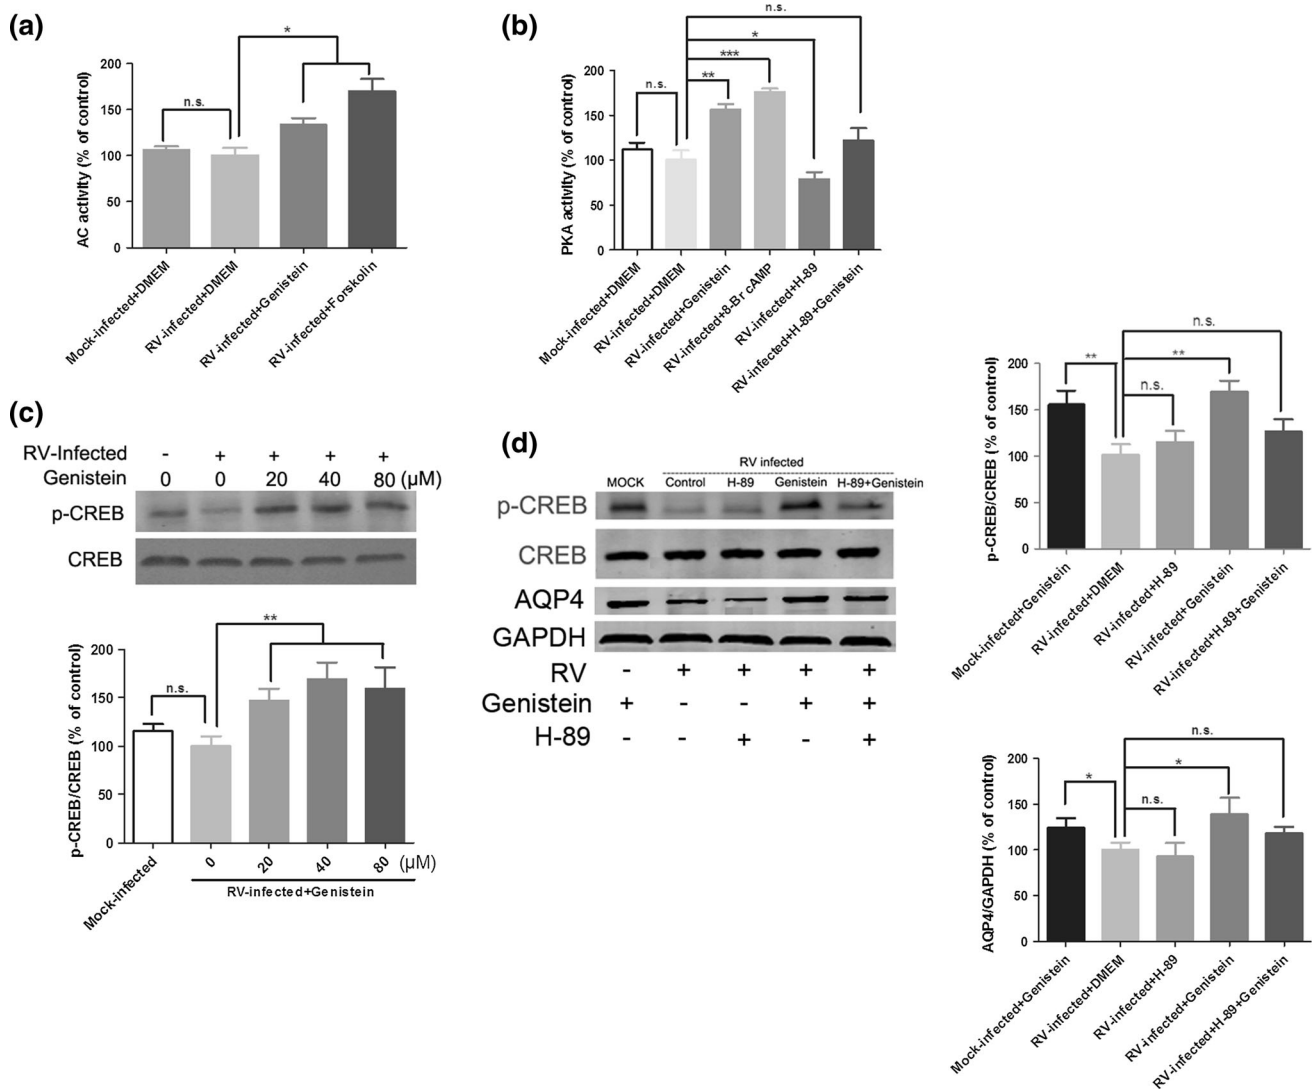 (a)
*
n.s.
AC activity (% of control)
200
150
100
50
0
Mock-infected+DMEM
RV-infected+DMEM
RV-infected+Genistein
RV-infected+Forskolin
(b)
n.s.
*
***
**
n.s.
PKA activity (% of control)
200
150
100
50
0
Mock-infected+DMEM
RV-infected+DMEM
RV-infected+Genistein
RV-infected+8-Br cAMP
RV-infected+H-89
RV-infected+H-89+Genistein
(c)
RV-Infected - + + + +
Genistein 0 0 20 40 80 (μM)
p-CREB
CREB
**
n.s.
p-CREB/CREB (% of control)
200
150
100
50
0
Mock-infected
0 20 40 80 (μM)
RV-infected+Genistein
(d)
RV infected
MOCK Control H-89 Genistein H-89+Genistein
p-CREB
CREB
AQP4
GAPDH
RV - + + + +
Genistein + - - + +
H-89 - - + - +
n.s.
** **
n.s.
p-CREB/CREB (% of control)
200
150
100
50
0
Mock-infected+Genistein
RV-infected+DMEM
RV-infected+H-89
RV-infected+Genistein
RV-infected+H-89+Genistein
n.s.
* *
n.s.
AQP4/GAPDH (% of control)
200
150
100
50
0
Mock-infected+Genistein
RV-infected+DMEM
RV-infected+H-89
RV-infected+Genistein
RV-infected+H-89+Genistein